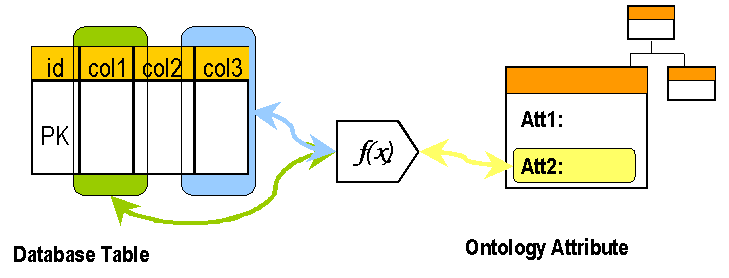 id col1 col2 col3
PK
f(x)
Att1:
Att2:
Database Table
Ontology Attribute